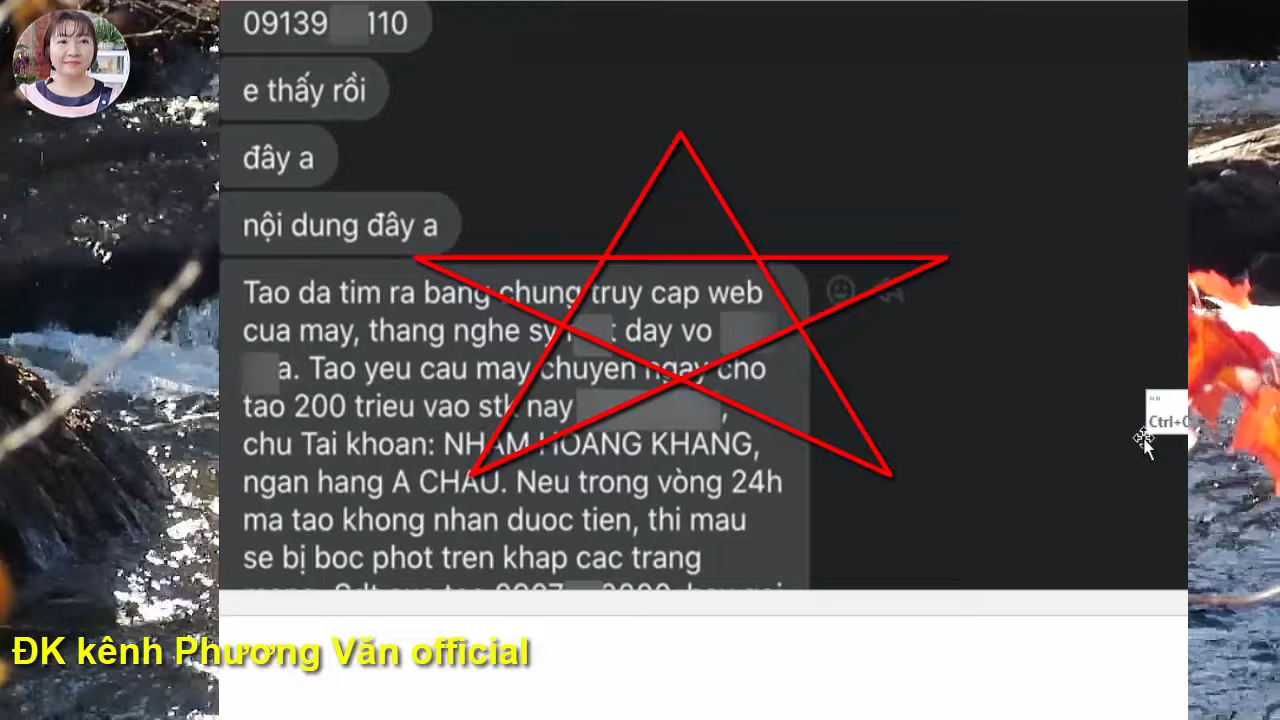 09139 110
e thấy rồi
đây a
nội dung đây a
Tao da tim ra bang chung truy cap web
cua may, thang nghe sy t day vo
a. Tao yeu cau may chuyen ngay cho
tao 200 trieu vao stk nay ,
chu Tai khoan: NHAM HOANG KHANG,
ngan hang A CHAU. Neu trong vòng 24h
ma tao khong nhan duoc tien, thi mau
se bị boc phot tren khap cac trang
Ctrl+C
ĐK kênh Phương Văn official